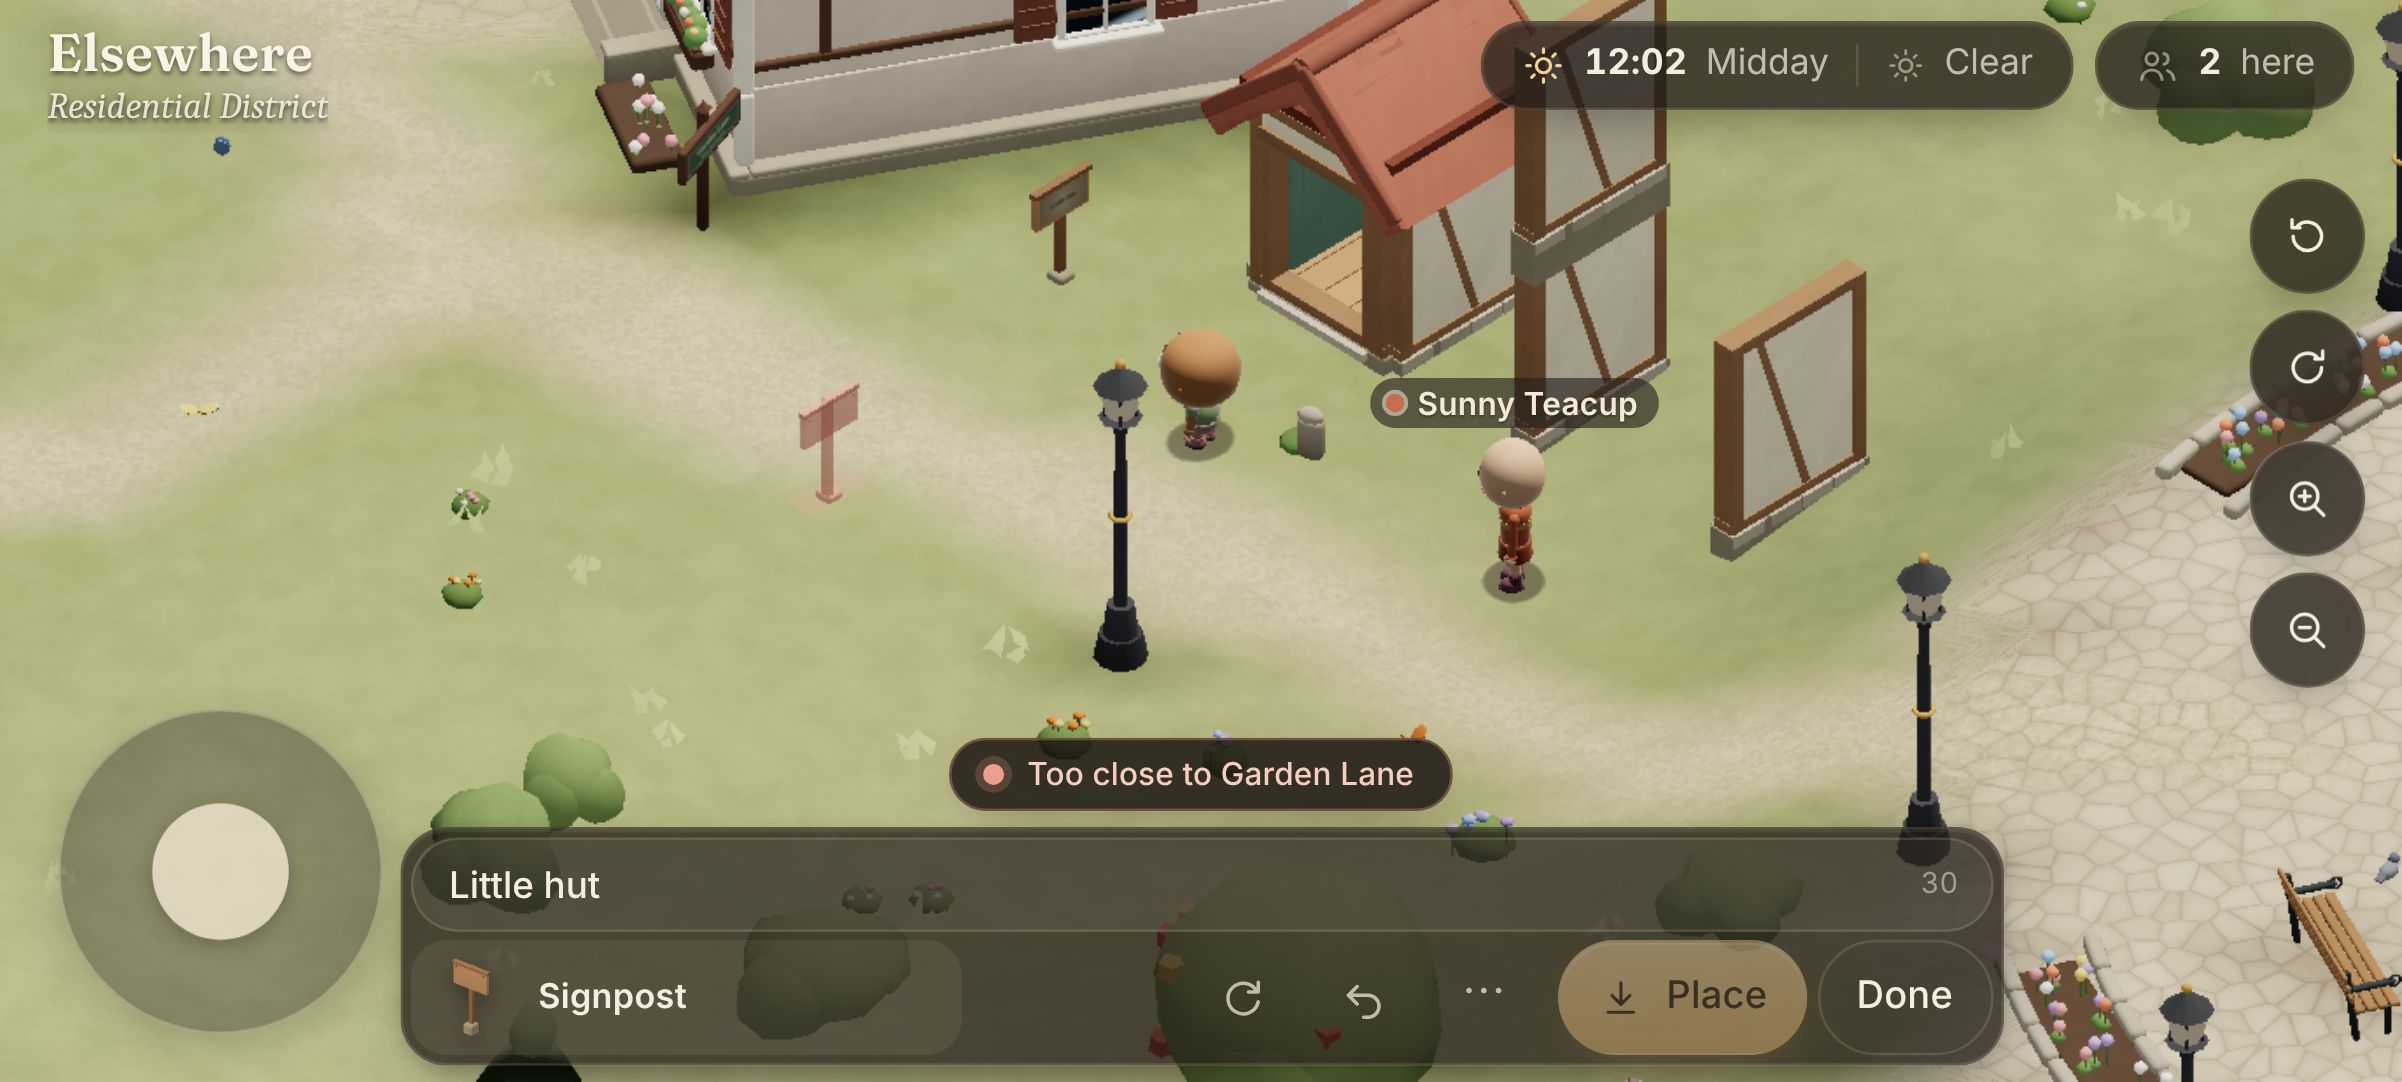 Elsewhere
Residential District
12:02 Midday Clear
2 here
Sunny Teacup
Too close to Garden Lane
Little hut
30
Signpost
Place
Done